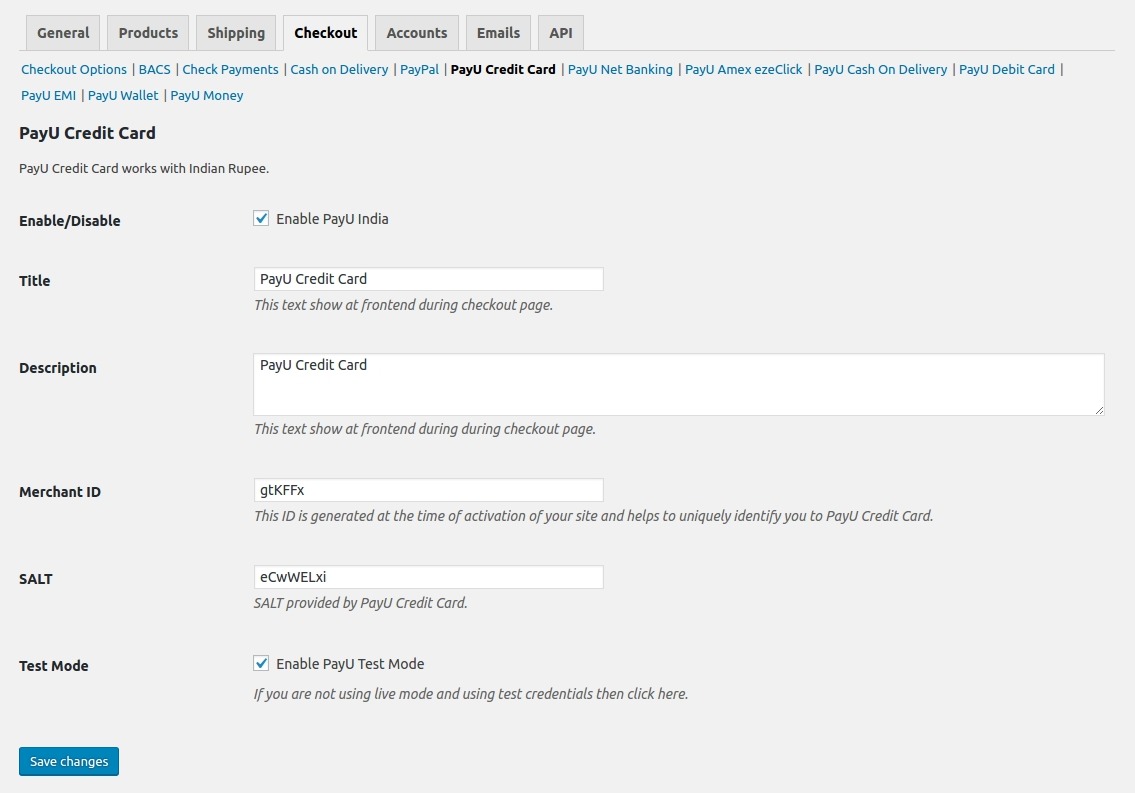 General Products Shipping Checkout Accounts Emails API
Checkout Options | BACS | Check Payments | Cash on Delivery | PayPal | PayU Credit Card | PayU Net Banking | PayU Amex ezeClick | PayU Cash On Delivery | PayU Debit Card |
PayU EMI | PayU Wallet | PayU Money
PayU Credit Card
PayU Credit Card works with Indian Rupee.
Enable/Disable Enable PayU India
Title PayU Credit Card
This text show at frontend during checkout page.
Description PayU Credit Card
This text show at frontend during during checkout page.
Merchant ID gtKFFx
This ID is generated at the time of activation of your site and helps to uniquely identify you to PayU Credit Card.
SALT eCwWELxi
SALT provided by PayU Credit Card.
Test Mode Enable PayU Test Mode
If you are not using live mode and using test credentials then click here.
Save changes